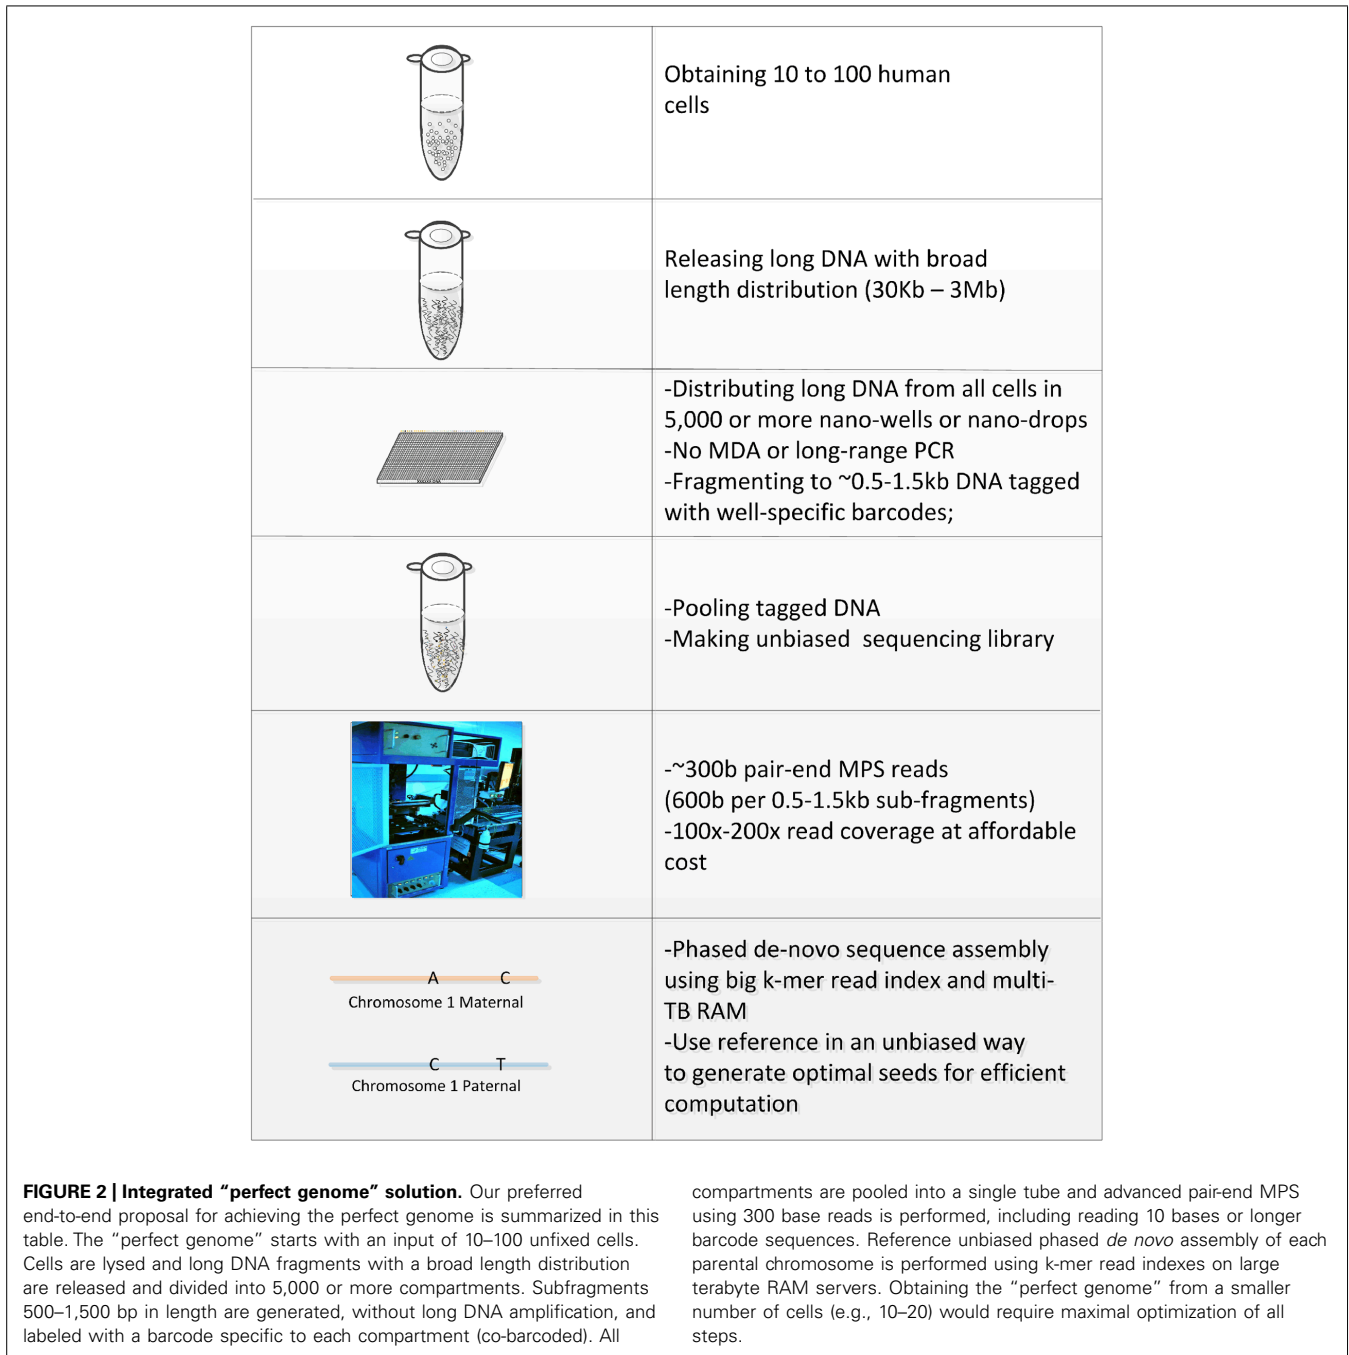 Obtaining 10 to 100 human
cells
Releasing long DNA with broad
length distribution (30Kb – 3Mb)
-Distributing long DNA from all cells in
5,000 or more nano-wells or nano-drops
-No MDA or long-range PCR
-Fragmenting to ~0.5-1.5kb DNA tagged
with well-specific barcodes;
-Pooling tagged DNA
-Making unbiased  sequencing library
-~300b pair-end MPS reads
(600b per 0.5-1.5kb sub-fragments)
-100x-200x read coverage at affordable
cost
A C
Chromosome 1 Maternal
C T
Chromosome 1 Paternal
-Phased de-novo sequence assembly
using big k-mer read index and multi-
TB RAM
-Use reference in an unbiased way
to generate optimal seeds for efficient
computation
FIGURE 2 | Integrated “perfect genome” solution. Our preferred
end-to-end proposal for achieving the perfect genome is summarized in this
table. The “perfect genome” starts with an input of 10–100 unfixed cells.
Cells are lysed and long DNA fragments with a broad length distribution
are released and divided into 5,000 or more compartments. Subfragments
500–1,500 bp in length are generated, without long DNA amplification, and
labeled with a barcode specific to each compartment (co-barcoded). All
compartments are pooled into a single tube and advanced pair-end MPS
using 300 base reads is performed, including reading 10 bases or longer
barcode sequences. Reference unbiased phased de novo assembly of each
parental chromosome is performed using k-mer read indexes on large
terabyte RAM servers. Obtaining the “perfect genome” from a smaller
number of cells (e.g., 10–20) would require maximal optimization of all
steps.